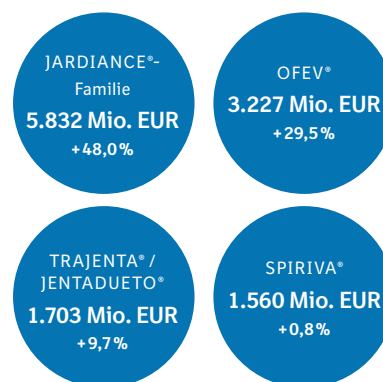 JARDIANCE®-
Familie
5.832 Mio. EUR
+48,0%
OFEV®
3.227 Mio. EUR
+29,5%
TRAJENTA® /
JENTADUETO®
1.703 Mio. EUR
+9,7%
SPIRIVA®
1.560 Mio. EUR
+0,8%